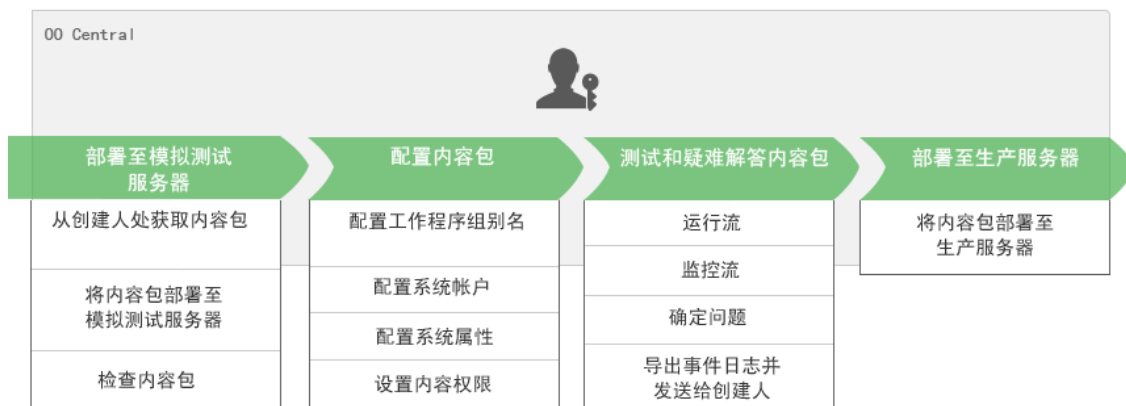 OO Central
部署至模拟测试
服务器
配置内容包
测试和疑难解答内容包
部署至生产服务器
从创建人处获取内容包
将内容包部署至
模拟测试服务器
检查内容包
配置工作程序组别名
配置系统帐户
配置系统属性
设置内容权限
运行流
监控流
确定问题
导出事件日志并
发送给创建人
将内容包部署至
生产服务器